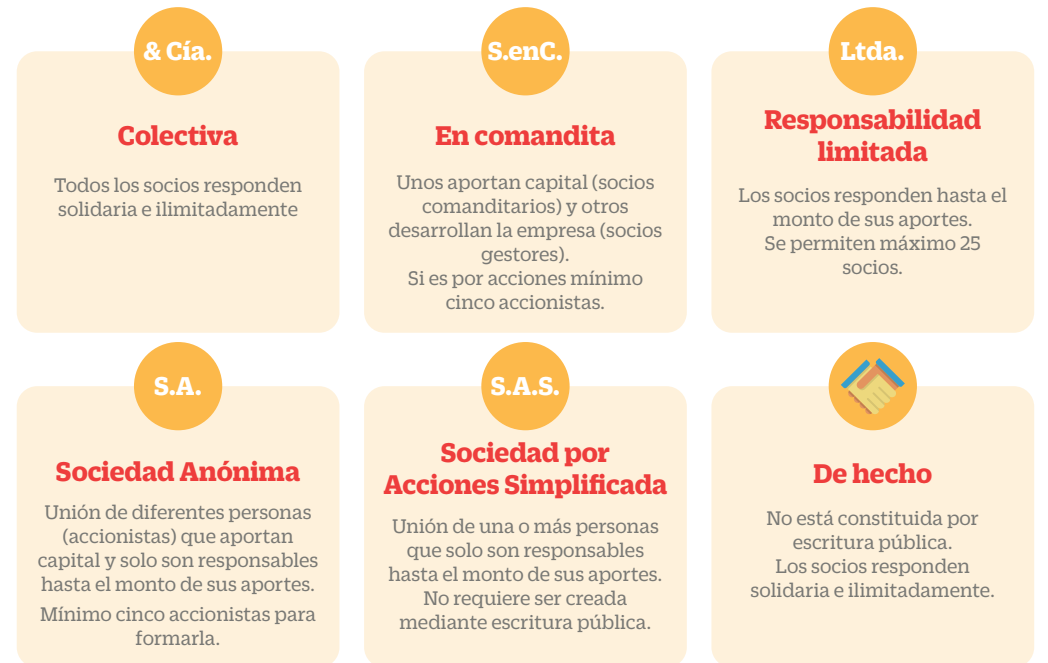 & Cía.
Colectiva
Todos los socios responden
solidaria e ilimitadamente
S.enC.
En comandita
Unos aportan capital (socios
comanditarios) y otros
desarrollan la empresa (socios
gestores).
Si es por acciones mínimo
cinco accionistas.
Ltda.
Responsabilidad
limitada
Los socios responden hasta el
monto de sus aportes.
Se permiten máximo 25
socios.
S.A.
Sociedad Anónima
Unión de diferentes personas
(accionistas) que aportan
capital y solo son responsables
hasta el monto de sus aportes.
Mínimo cinco accionistas para
formarla.
S.A.S.
Sociedad por
Acciones Simplificada
Unión de una o más personas
que solo son responsables
hasta el monto de sus aportes.
No requiere ser creada
mediante escritura pública.
De hecho
No está constituida por
escritura pública.
Los socios responden
solidaria e ilimitadamente.